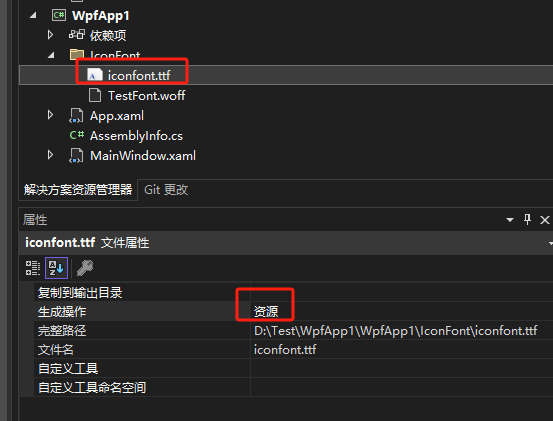 WpfApp1
依赖项
IconFont
iconfont.ttf
TestFont.woff
App.xaml
AssemblyInfo.cs
MainWindow.xaml
解决方案资源管理器 Git 更改
属性
iconfont.ttf 文件属性
复制到输出目录
生成操作 资源
完整路径 D:\Test\WpfApp1\WpfApp1\IconFont\iconfont.ttf
文件名 iconfont.ttf
自定义工具
自定义工具命名空间